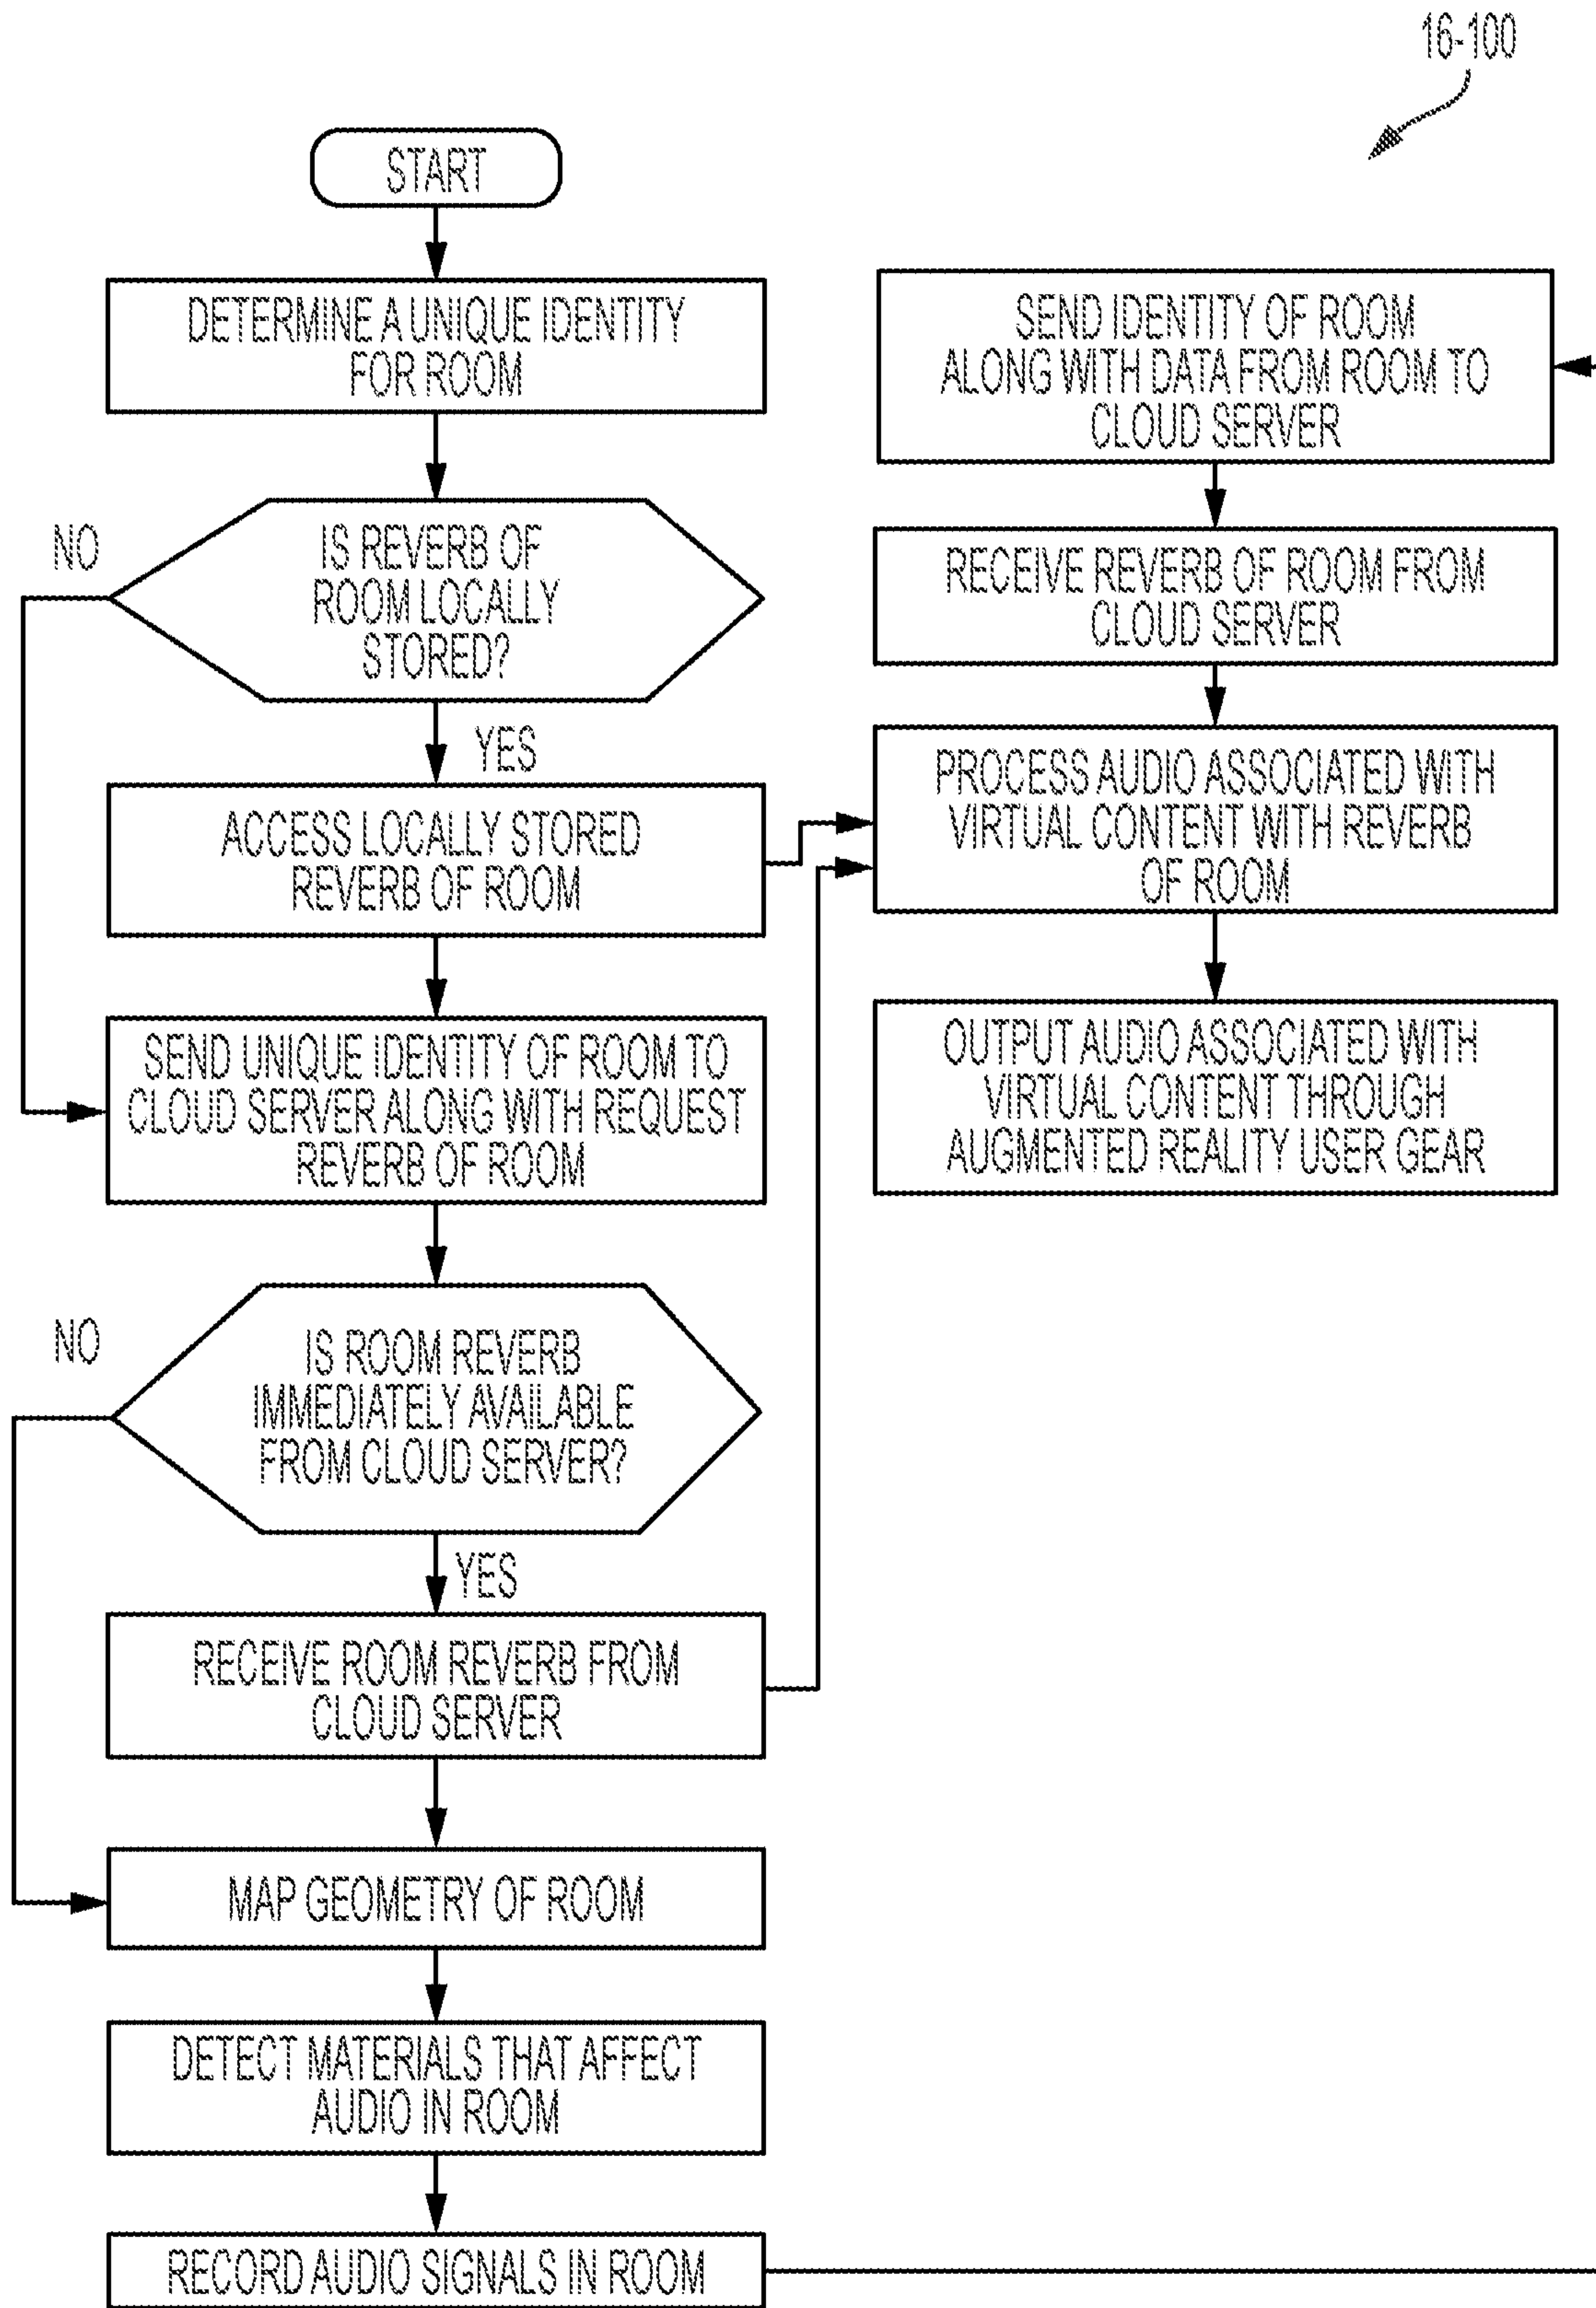 16-100
START
DETERMINE A UNIQUE IDENTITY
FOR ROOM
NO
IS REVERB OF
ROOM LOCALLY
STORED?
YES
ACCESS LOCALLY STORED
REVERB OF ROOM
SEND UNIQUE IDENTITY OF ROOM TO
CLOUD SERVER ALONG WITH REQUEST
REVERB OF ROOM
NO
IS ROOM REVERB
IMMEDIATELY AVAILABLE
FROM CLOUD SERVER?
YES
RECEIVE ROOM REVERB FROM
CLOUD SERVER
MAP GEOMETRY OF ROOM
DETECT MATERIALS THAT AFFECT
AUDIO IN ROOM
RECORD AUDIO SIGNALS IN ROOM
SEND IDENTITY OF ROOM
ALONG WITH DATA FROM ROOM TO
CLOUD SERVER
RECEIVE REVERB OF ROOM FROM
CLOUD SERVER
PROCESS AUDIO ASSOCIATED WITH
VIRTUAL CONTENT WITH REVERB
OF ROOM
OUTPUT AUDIO ASSOCIATED WITH
VIRTUAL CONTENT THROUGH
AUGMENTED REALITY USER GEAR